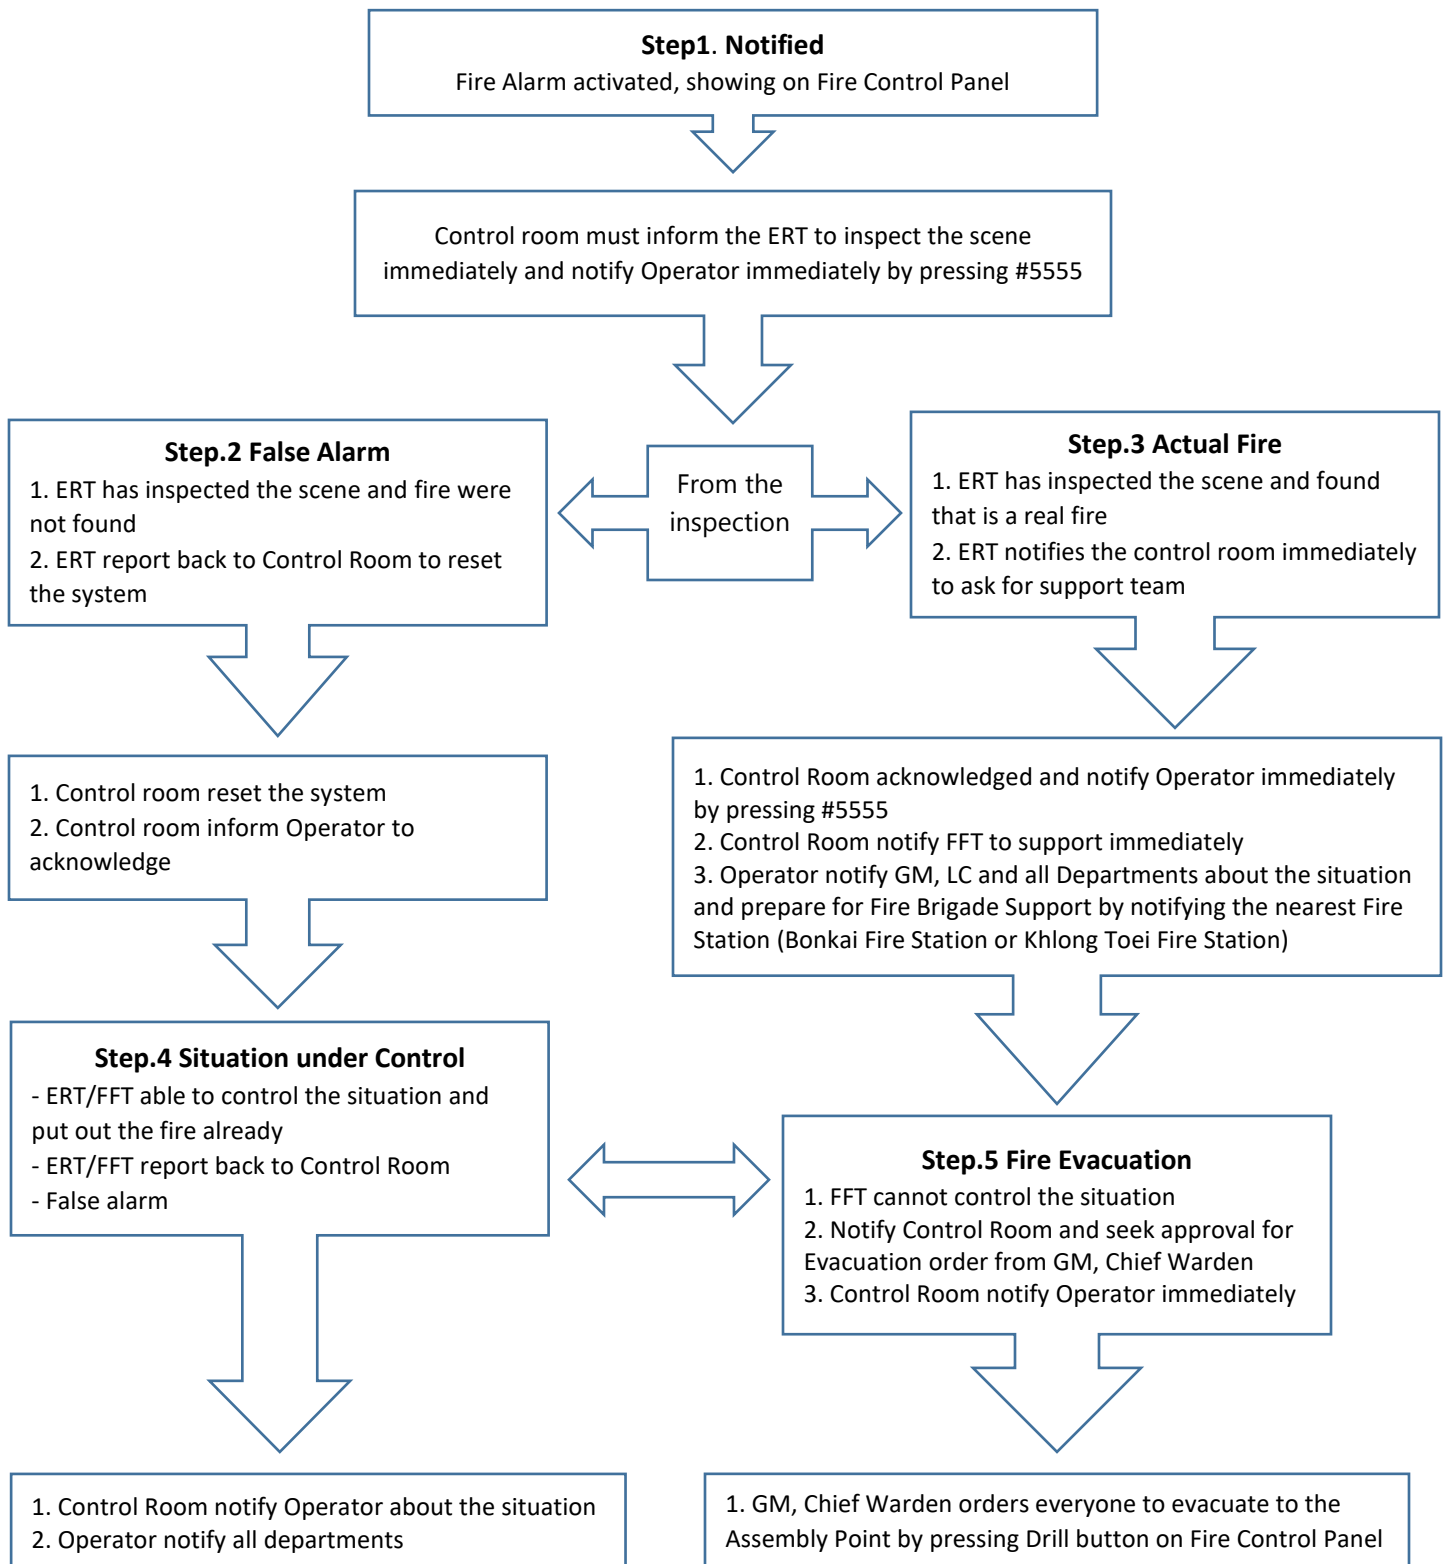 Step1. Notified
Fire Alarm activated, showing on Fire Control Panel
Control room must inform the ERT to inspect the scene
immediately and notify Operator immediately by pressing #5555
From the
inspection
Step.2 False Alarm
1. ERT has inspected the scene and fire were
not found
2. ERT report back to Control Room to reset
the system
Step.3 Actual Fire
1. ERT has inspected the scene and found
that is a real fire
2. ERT notifies the control room immediately
to ask for support team
1. Control room reset the system
2. Control room inform Operator to
acknowledge
1. Control Room acknowledged and notify Operator immediately
by pressing #5555
2. Control Room notify FFT to support immediately
3. Operator notify GM, LC and all Departments about the situation
and prepare for Fire Brigade Support by notifying the nearest Fire
Station (Bonkai Fire Station or Khlong Toei Fire Station)
Step.4 Situation under Control
- ERT/FFT able to control the situation and
put out the fire already
- ERT/FFT report back to Control Room
- False alarm
Step.5 Fire Evacuation
1. FFT cannot control the situation
2. Notify Control Room and seek approval for
Evacuation order from GM, Chief Warden
3. Control Room notify Operator immediately
1. Control Room notify Operator about the situation
2. Operator notify all departments
1. GM, Chief Warden orders everyone to evacuate to the
Assembly Point by pressing Drill button on Fire Control Panel